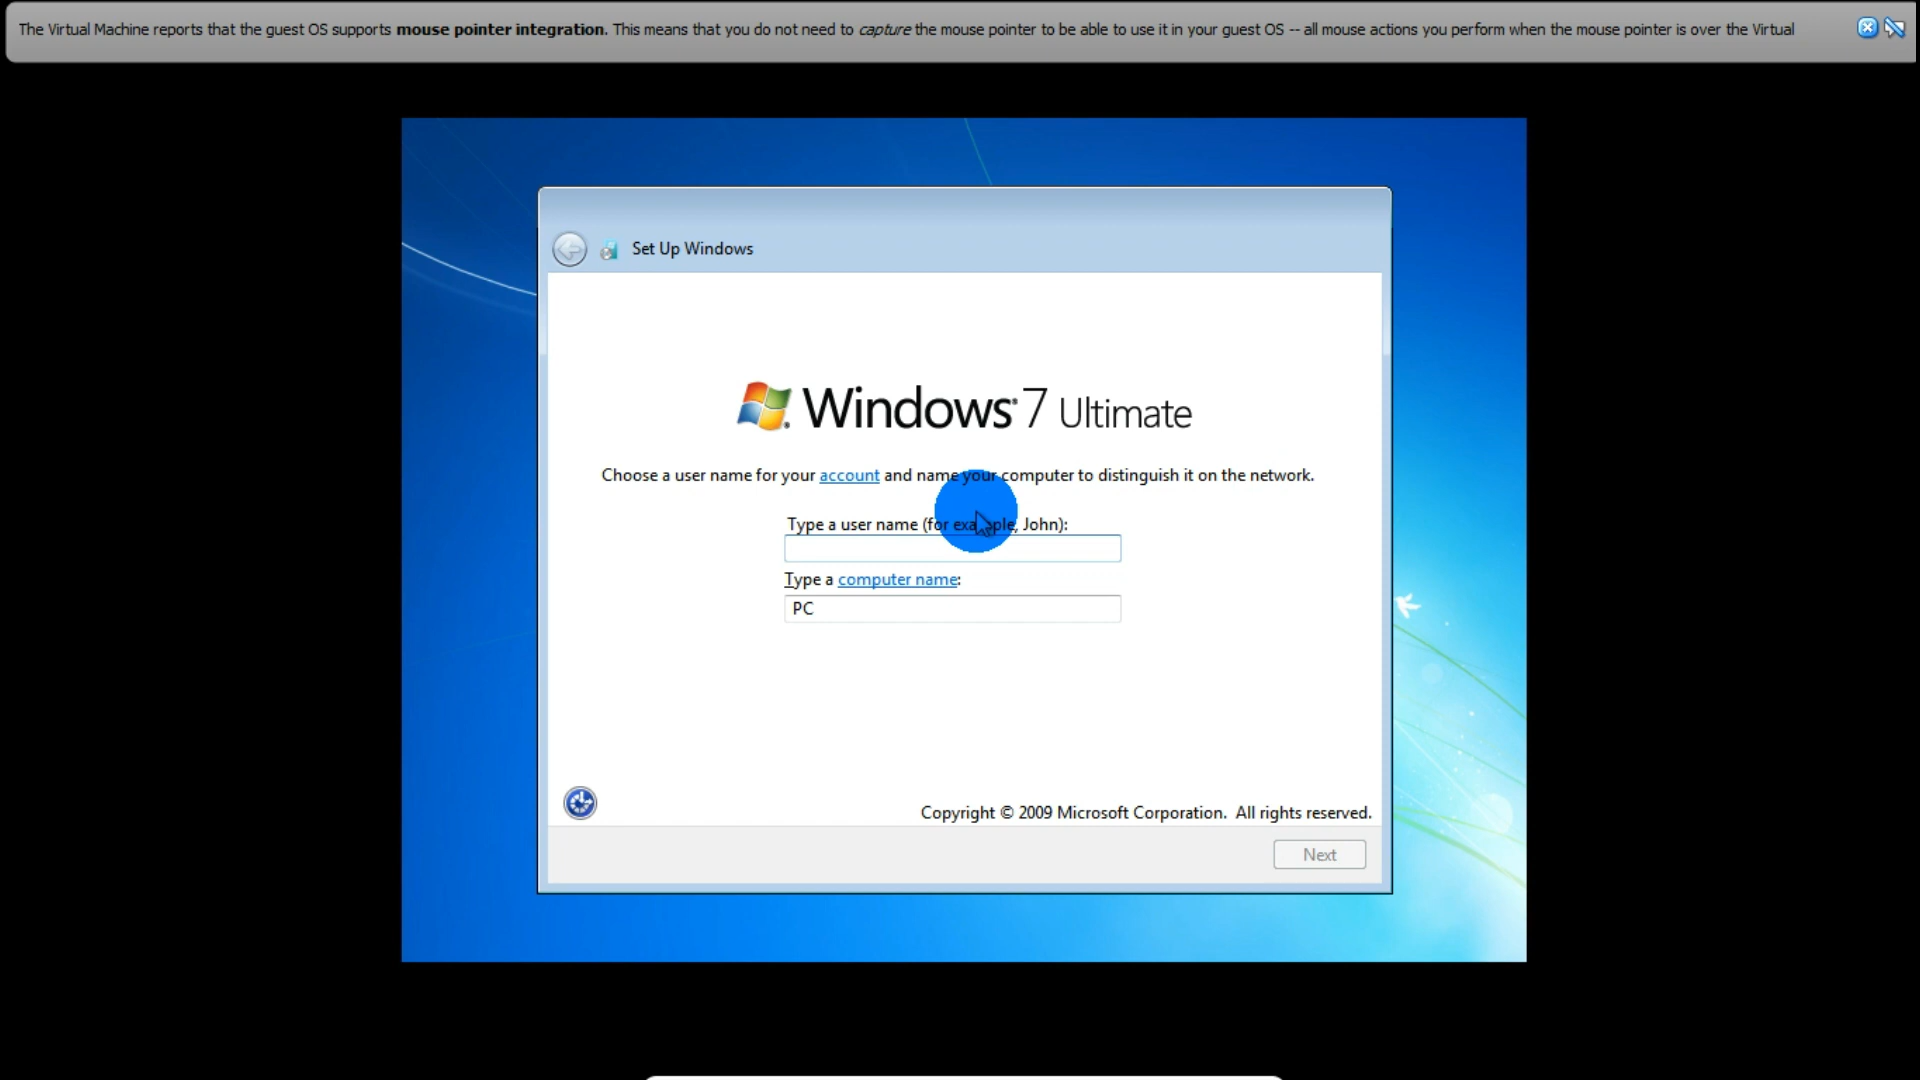 The Virtual Machine reports that the guest OS supports mouse pointer integration. This means that you do not need to capture the mouse pointer to be able to use it in your guest OS -- all mouse actions you perform when the mouse pointer is over the Virtual
Set Up Windows
Windows 7 Ultimate
Choose a user name for your account and name your computer to distinguish it on the network.
Type a user name (for example, John):
Type a computer name:
PC
Copyright © 2009 Microsoft Corporation. All rights reserved.
Next